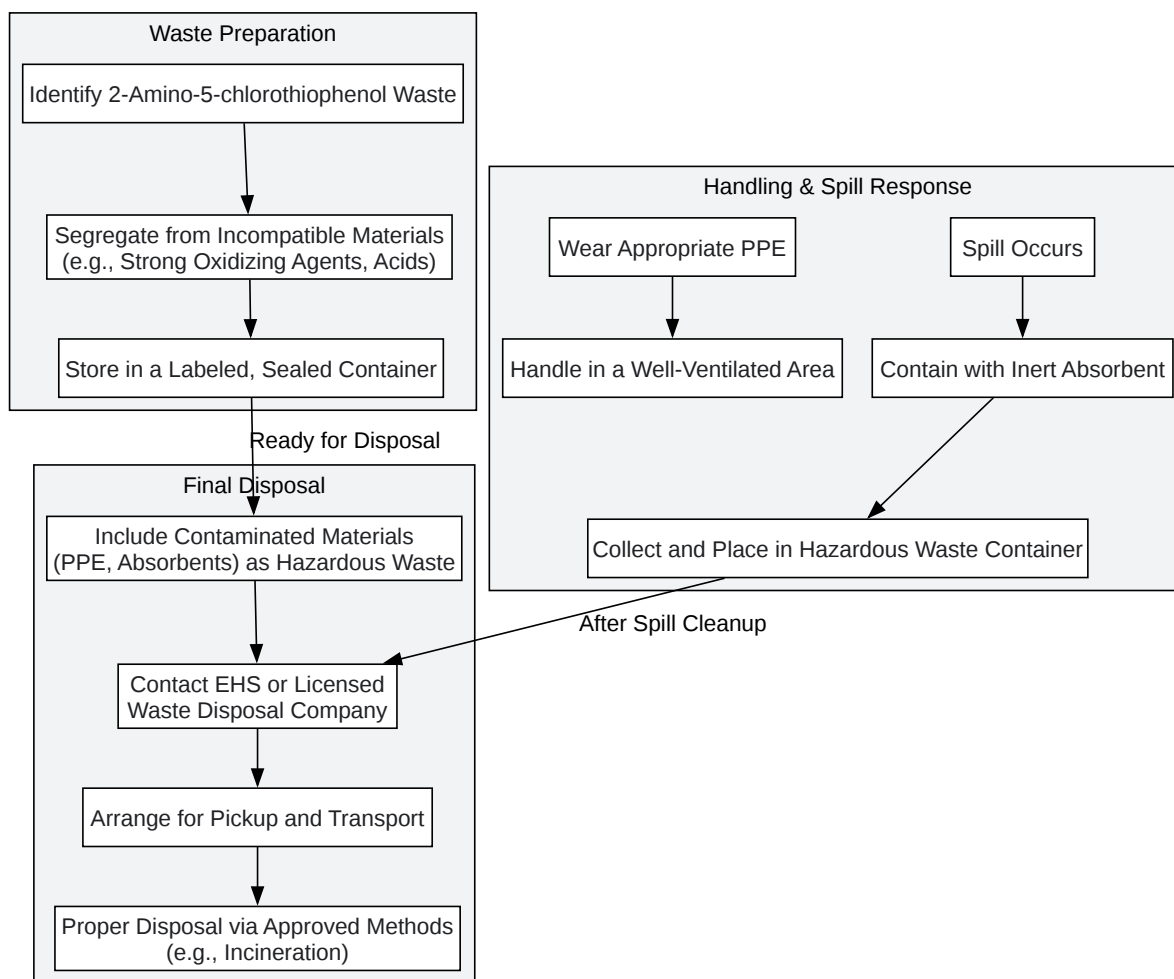 Waste Preparation
Identify 2-Amino-5-chlorothiophenol Waste
Segregate from Incompatible Materials
(e.g., Strong Oxidizing Agents, Acids)
Store in a Labeled, Sealed Container
Ready for Disposal
Handling & Spill Response
Wear Appropriate PPE
Spill Occurs
Handle in a Well-Ventilated Area
Contain with Inert Absorbent
Collect and Place in Hazardous Waste Container
After Spill Cleanup
Final Disposal
Include Contaminated Materials
(PPE, Absorbents) as Hazardous Waste
Contact EHS or Licensed
Waste Disposal Company
Arrange for Pickup and Transport
Proper Disposal via Approved Methods
(e.g., Incineration)